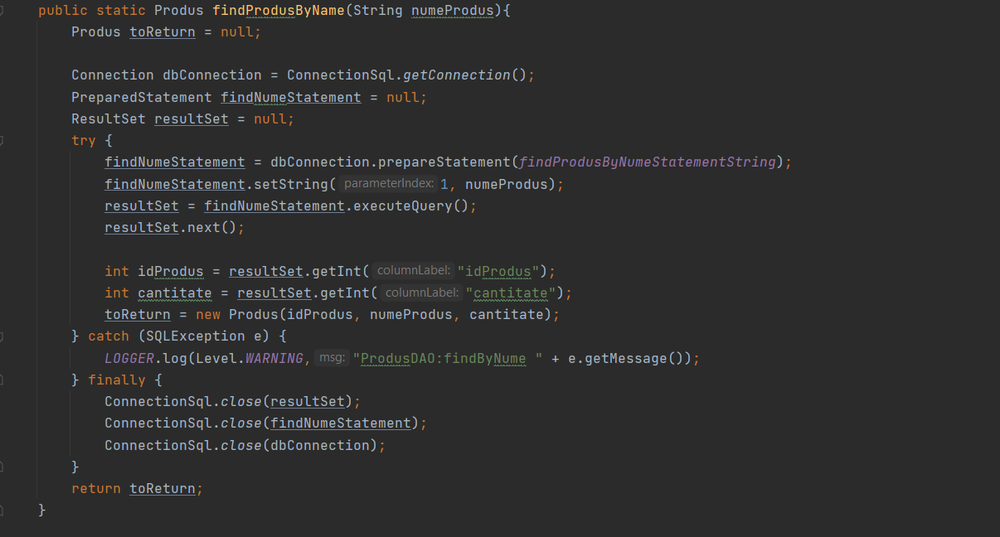 public static Produs findProdusByName(String numeProdus){
Produs toReturn = null;
Connection dbConnection = ConnectionSql.getConnection();
PreparedStatement findNumeStatement = null;
ResultSet resultSet = null;
try {
findNumeStatement = dbConnection.prepareStatement(findProdusByNumeStatementString);
findNumeStatement.setString( parameterIndex: 1, numeProdus);
resultSet = findNumeStatement.executeQuery();
resultSet.next();
int idProdus = resultSet.getInt( columnLabel: "idProdus");
int cantitate = resultSet.getInt( columnLabel: "cantitate");
toReturn = new Produs(idProdus, numeProdus, cantitate);
} catch (SQLException e) {
LOGGER.log(Level.WARNING, msg: "ProdusDAO:findByNume " + e.getMessage());
} finally {
ConnectionSql.close(resultSet);
ConnectionSql.close(findNumeStatement);
ConnectionSql.close(dbConnection);
}
return toReturn;
}